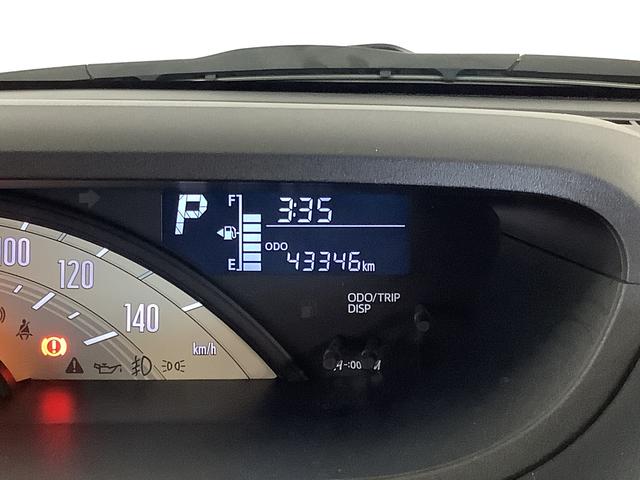 P
F
3:35
ODO
43346km
E
100
120
140
km/h
ODO/TRIP
DISP